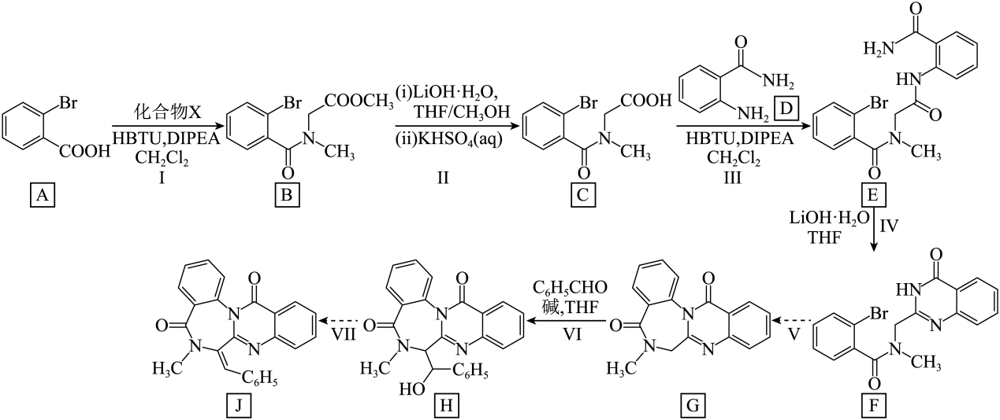 Br
COOH
A
化合物X
HBTU,DIPEA
CH₂Cl₂
I
Br
COOCH₃
N
CH₃
O
B
(i)LiOH·H₂O,
THF/CH₃OH
(ii)KHSO₄(aq)
II
Br
COOH
N
CH₃
O
C
O
NH₂
NH₂
D
HBTU,DIPEA
CH₂Cl₂
III
O
H₂N
HN
Br
O
N
CH₃
O
E
LiOH·H₂O
THF
IV
O
HN
N
Br
N
CH₃
O
F
V
O
N
O
N
N
H₃C
G
C₆H₅CHO
碱,THF
VI
O
N
O
N
N
H₃C
C₆H₅
HO
H
VII
O
N
O
N
N
H₃C
C₆H₅
J